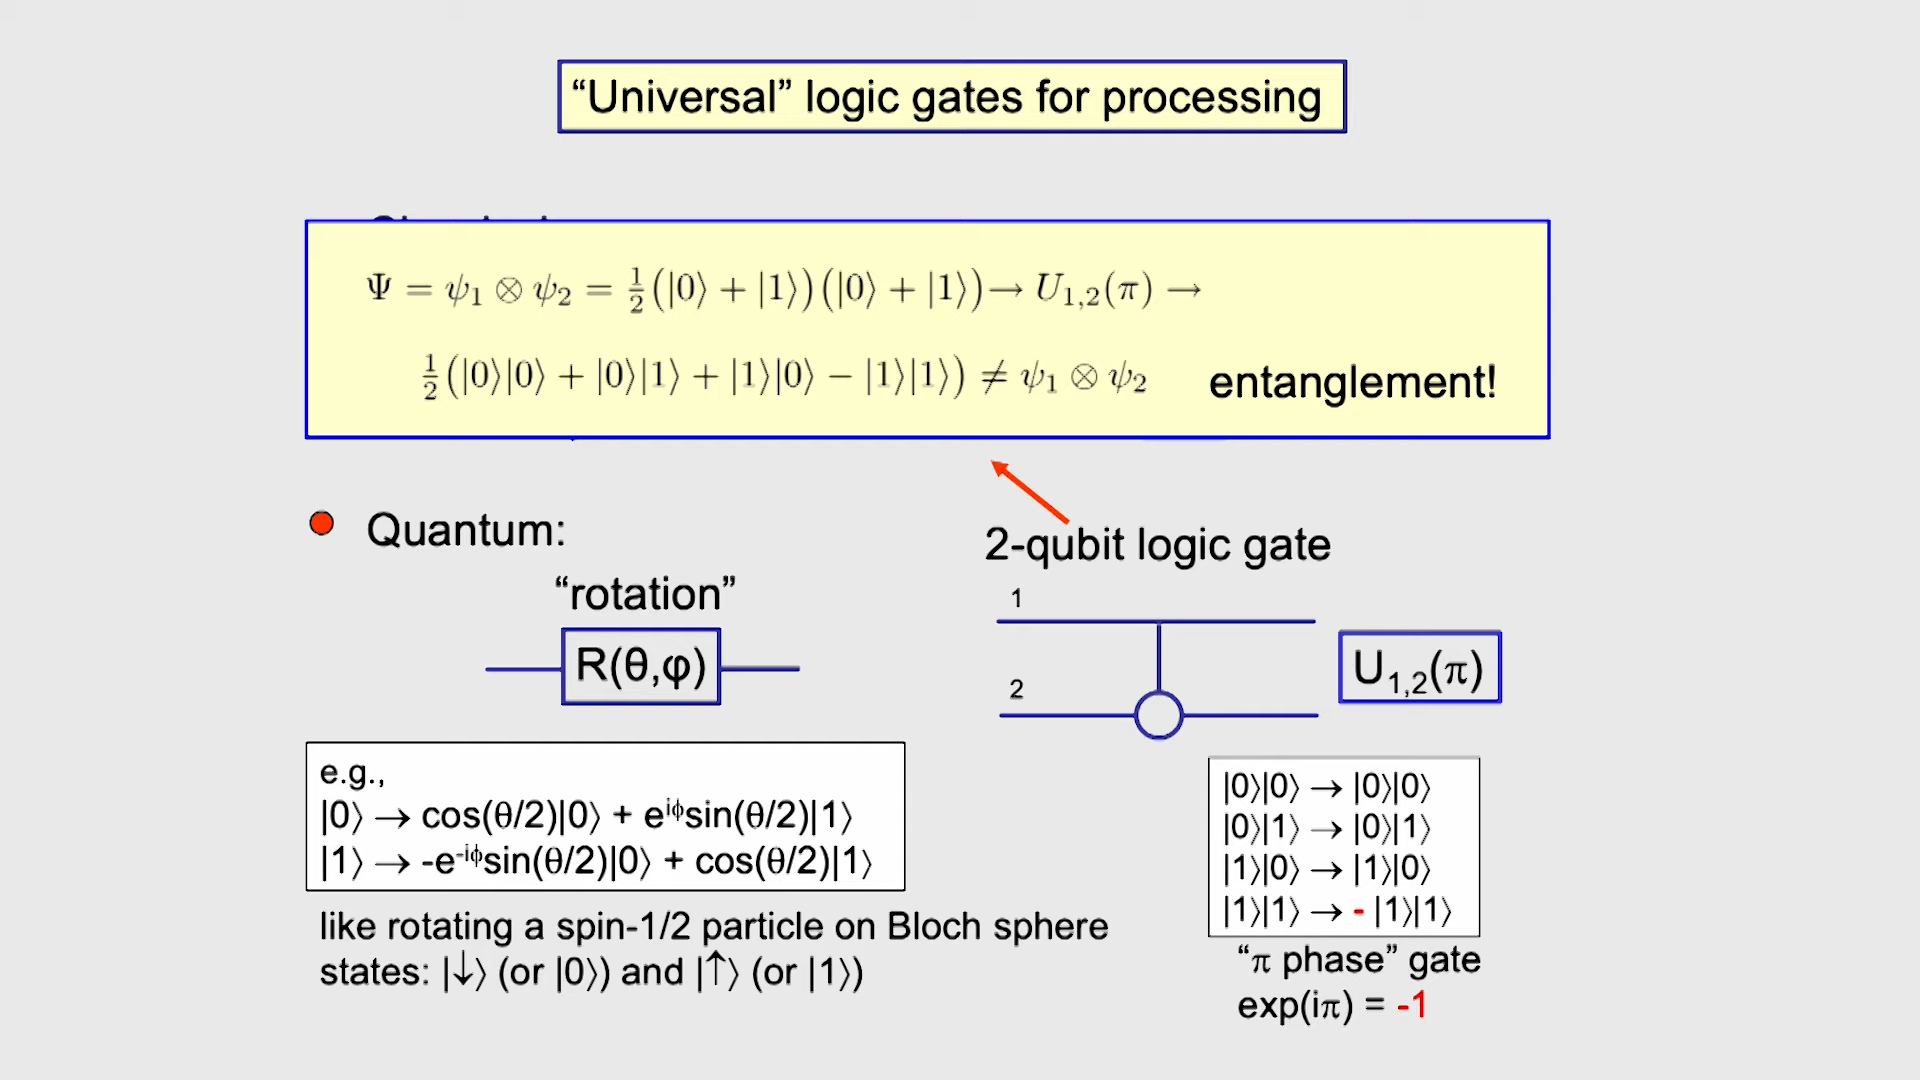 “Universal” logic gates for processing
Ψ = ψ₁ ⊗ ψ₂ = ½(|0⟩ + |1⟩)(|0⟩ + |1⟩)→ U₁,₂(π) →
½(|0⟩|0⟩ + |0⟩|1⟩ + |1⟩|0⟩ − |1⟩|1⟩) ≠ ψ₁ ⊗ ψ₂ entanglement!
Quantum:
2-qubit logic gate
“rotation”
R(θ,φ)
1
2
U₁,₂(π)
e.g.,
|0⟩ → cos(θ/2)|0⟩ + e^{iϕ}sin(θ/2)|1⟩
|1⟩ → -e^{-iϕ}sin(θ/2)|0⟩ + cos(θ/2)|1⟩
like rotating a spin-1/2 particle on Bloch sphere
states: |↓⟩ (or |0⟩) and |↑⟩ (or |1⟩)
|0⟩|0⟩ → |0⟩|0⟩
|0⟩|1⟩ → |0⟩|1⟩
|1⟩|0⟩ → |1⟩|0⟩
|1⟩|1⟩ → - |1⟩|1⟩
“π phase” gate
exp(iπ) = -1